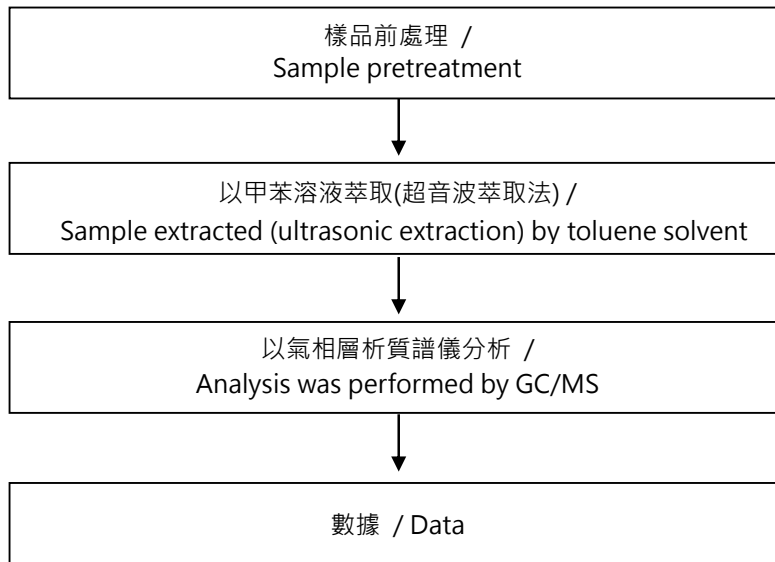 樣品前處理 /
Sample pretreatment
以甲苯溶液萃取(超音波萃取法) /
Sample extracted (ultrasonic extraction) by toluene solvent
以氣相層析質譜儀分析 /
Analysis was performed by GC/MS
數據 / Data